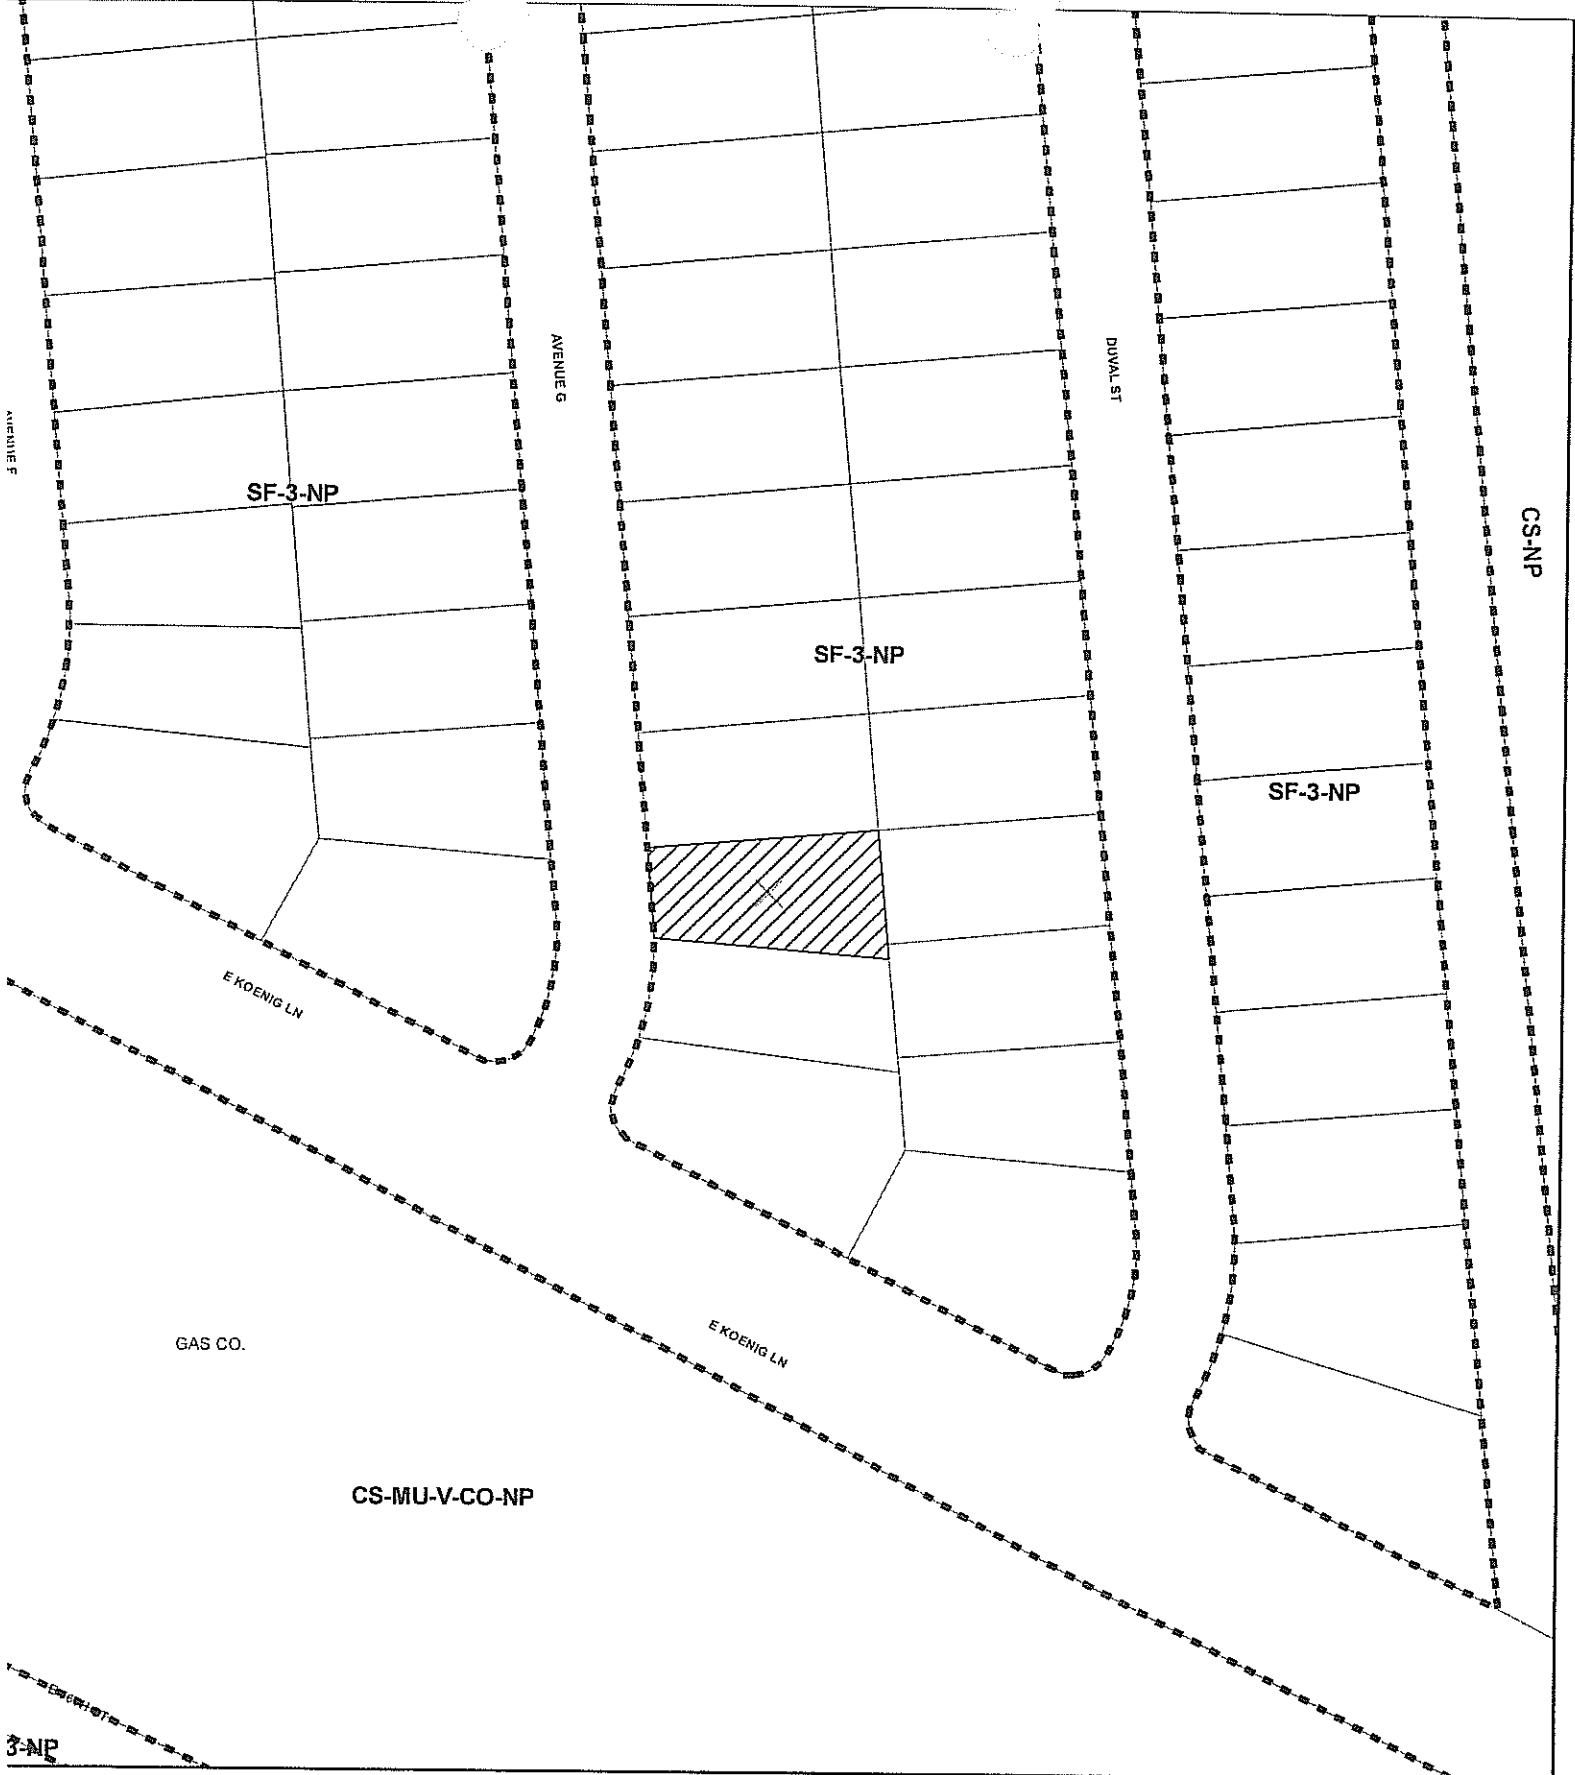 AVENUE G
DUVAL ST
AVENUE F
SF-3-NP
CS-NP
SF-3-NP
SF-3-NP
E KOENIG LN
E KOENIG LN
GAS CO.
CS-MU-V-CO-NP
3-NP